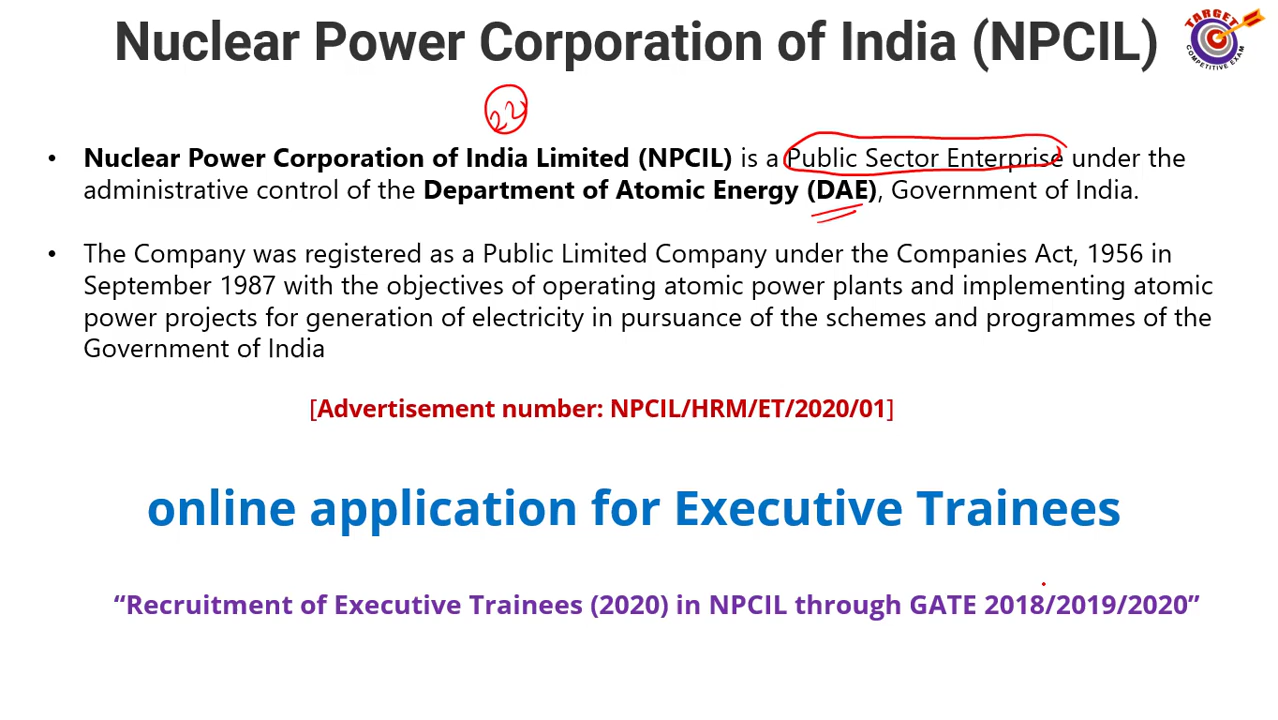 Nuclear Power Corporation of India (NPCIL)
TARGET
COMPETITIVE EXAM
22
• Nuclear Power Corporation of India Limited (NPCIL) is a Public Sector Enterprise under the
administrative control of the Department of Atomic Energy (DAE), Government of India.
• The Company was registered as a Public Limited Company under the Companies Act, 1956 in
September 1987 with the objectives of operating atomic power plants and implementing atomic
power projects for generation of electricity in pursuance of the schemes and programmes of the
Government of India
[Advertisement number: NPCIL/HRM/ET/2020/01]
online application for Executive Trainees
“Recruitment of Executive Trainees (2020) in NPCIL through GATE 2018/2019/2020”